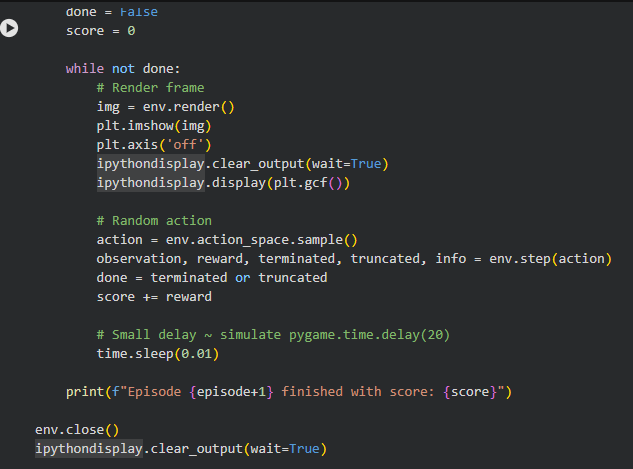 done = False
score = 0
while not done:
# Render frame
img = env.render()
plt.imshow(img)
plt.axis('off')
ipythondisplay.clear_output(wait=True)
ipythondisplay.display(plt.gcf())
# Random action
action = env.action_space.sample()
observation, reward, terminated, truncated, info = env.step(action)
done = terminated or truncated
score += reward
# Small delay ~ simulate pygame.time.delay(20)
time.sleep(0.01)
print(f"Episode {episode+1} finished with score: {score}")
env.close()
ipythondisplay.clear_output(wait=True)